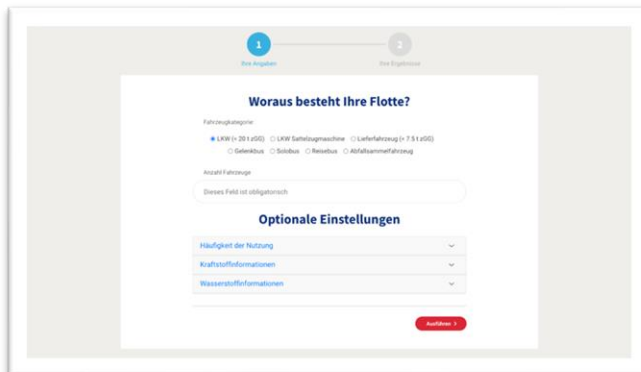 1
2
Ihre Angaben
Ihre Ergebnisse
Woraus besteht Ihre Flotte?
Fahrzeugkategorie
LKW (< 20 t zGG) LKW Sattelzugmaschine Lieferfahrzeug (< 7.5 t zGG)
Gelenkbus Solobus Reisebus Abfallsammelfahrzeug
Anzahl Fahrzeuge
Dieses Feld ist obligatorisch
Optionale Einstellungen
Häufigkeit der Nutzung
Kraftstoffinformationen
Wasserstoffinformationen
Ausführen